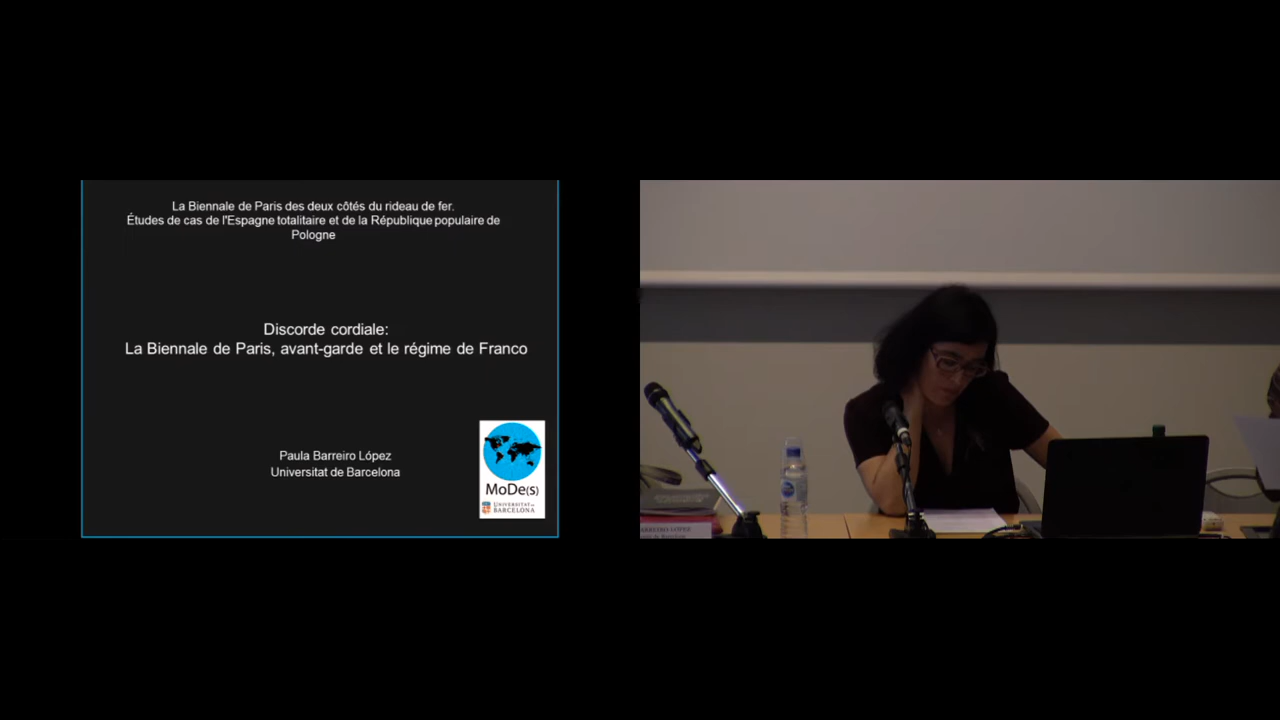 La Biennale de Paris des deux côtés du rideau de fer.
Études de cas de l'Espagne totalitaire et de la République populaire de
Pologne
Discorde cordiale:
La Biennale de Paris, avant-garde et le régime de Franco
Paula Barreiro López
Universitat de Barcelona
MoDe(s)
UNIVERSITAT DE
BARCELONA
BARREIRO LÓPEZ